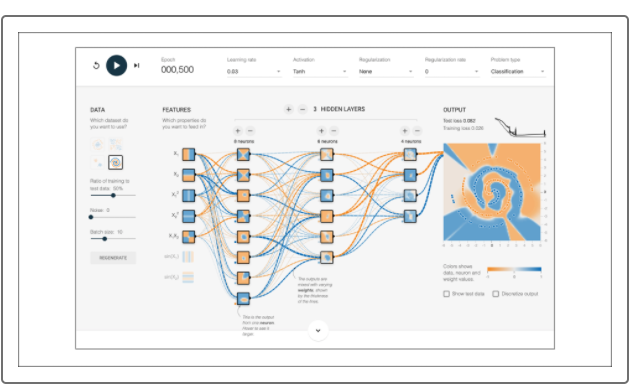 Epoch
000,500
Learning rate
0.03
Activation
Tanh
Regularization
None
Regularization rate
0
Problem type
Classification
DATA
Which dataset do
you want to use?
Ratio of training to
test data: 50%
Noise: 0
Batch size: 10
REGENERATE
FEATURES
Which properties do
you want to feed in?
X₁
X₂
X₁²
X₂²
X₁X₂
sin(X₁)
sin(X₂)
+ − 3 HIDDEN LAYERS
+ −
8 neurons
+ −
6 neurons
+ −
4 neurons
This is the output
from one neuron.
Hover to see it
larger.
The outputs are
mixed with varying
weights, shown
by the thickness
of the lines.
OUTPUT
Test loss 0.082
Training loss 0.026
Colors shows
data, neuron and
weight values.
-1 0 1
Show test data
Discretize output